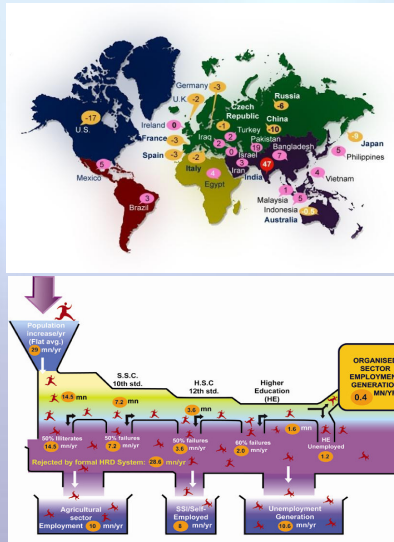 Germany
-3
U.K.
-2
Russia
-6
Czech
Republic
-1
China
-10
-17
U.S.
Ireland
0
France
-3
Iraq
2
Turkey
2
Pakistan
19
Bangladesh
7
Japan
-9
Spain
-3
Italy
-2
0
Israel
3
Iran
India
47
5
Philippines
5
Mexico
4
Egypt
4
Vietnam
3
Brazil
1
Malaysia
5
Indonesia
Australia
Population
increase/yr
(Flat avg.)
29
mn/yr
ORGANISED
SECTOR
EMPLOYMENT
GENERATION
0.4 MN/YR
S.S.C.
10th std.
H.S.C
12th std.
Higher
Education
(HE)
14.5 mn
7.2 mn
3.6
mn
1.6 mn
50% Illiterates
14.5 mn/yr
50% failures
7.2 mn/yr
50% failures
3.6 mn/yr
60% failures
2.0 mn/yr
HE
Unemployed
1.2
Rejected by formal HRD System: 28.6 mn/yr
Agricultural
sector
Employment 10 mn/yr
SSI/Self-
Employed
8 mn/yr
Unemployment
Generation
10.6 mn/yr